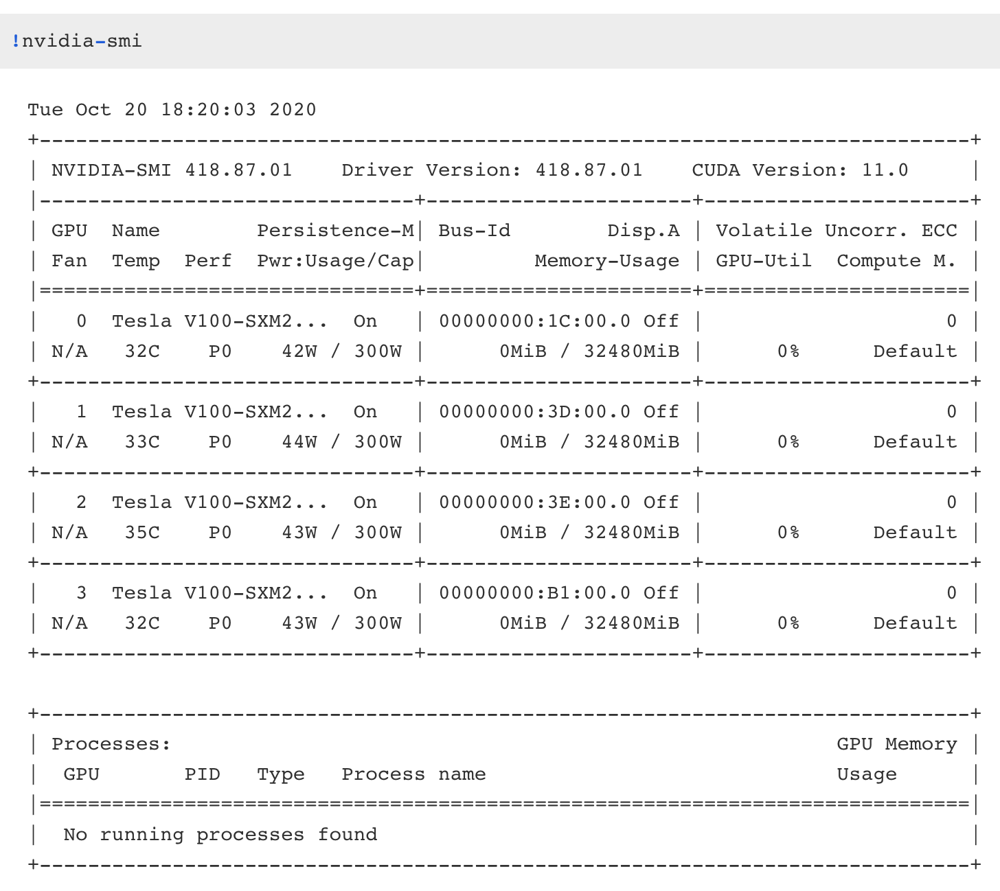 !nvidia-smi
Tue Oct 20 18:20:03 2020
+-----------------------------------------------------------------------------+
| NVIDIA-SMI 418.87.01    Driver Version: 418.87.01    CUDA Version: 11.0     |
|-------------------------------+----------------------+----------------------+
| GPU  Name        Persistence-M| Bus-Id        Disp.A | Volatile Uncorr. ECC |
| Fan  Temp  Perf  Pwr:Usage/Cap|         Memory-Usage | GPU-Util  Compute M. |
|===============================+======================+======================|
|   0  Tesla V100-SXM2...  On   | 00000000:1C:00.0 Off |                    0 |
| N/A   32C    P0    42W / 300W |      0MiB / 32480MiB |      0%      Default |
+-------------------------------+----------------------+----------------------+
|   1  Tesla V100-SXM2...  On   | 00000000:3D:00.0 Off |                    0 |
| N/A   33C    P0    44W / 300W |      0MiB / 32480MiB |      0%      Default |
+-------------------------------+----------------------+----------------------+
|   2  Tesla V100-SXM2...  On   | 00000000:3E:00.0 Off |                    0 |
| N/A   35C    P0    43W / 300W |      0MiB / 32480MiB |      0%      Default |
+-------------------------------+----------------------+----------------------+
|   3  Tesla V100-SXM2...  On   | 00000000:B1:00.0 Off |                    0 |
| N/A   32C    P0    43W / 300W |      0MiB / 32480MiB |      0%      Default |
+-------------------------------+----------------------+----------------------+
+-----------------------------------------------------------------------------+
| Processes:                                                       GPU Memory |
|  GPU       PID   Type   Process name                             Usage      |
|=============================================================================|
|  No running processes found                                                 |
+-----------------------------------------------------------------------------+